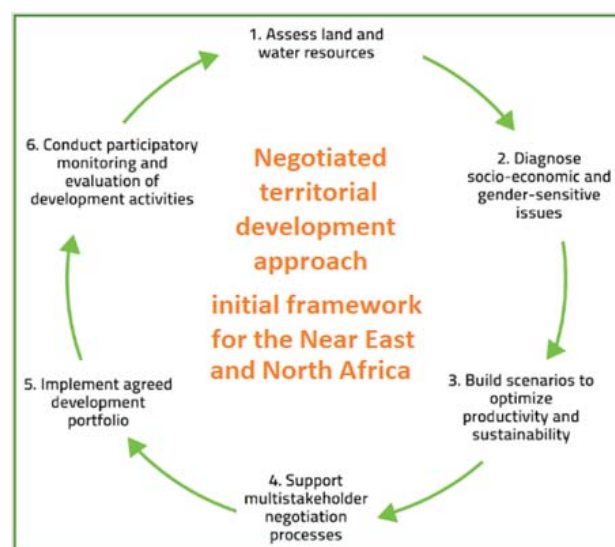 1. Assess land and
water resources
2. Diagnose
socio-economic and
gender-sensitive
issues
3. Build scenarios to
optimize
productivity and
sustainability
4. Support
multistakeholder
negotiation
processes
5. Implement agreed
development
portfolio
6. Conduct participatory
monitoring and
evaluation of
development activities
Negotiated
territorial
development
approach
initial framework
for the Near East
and North Africa